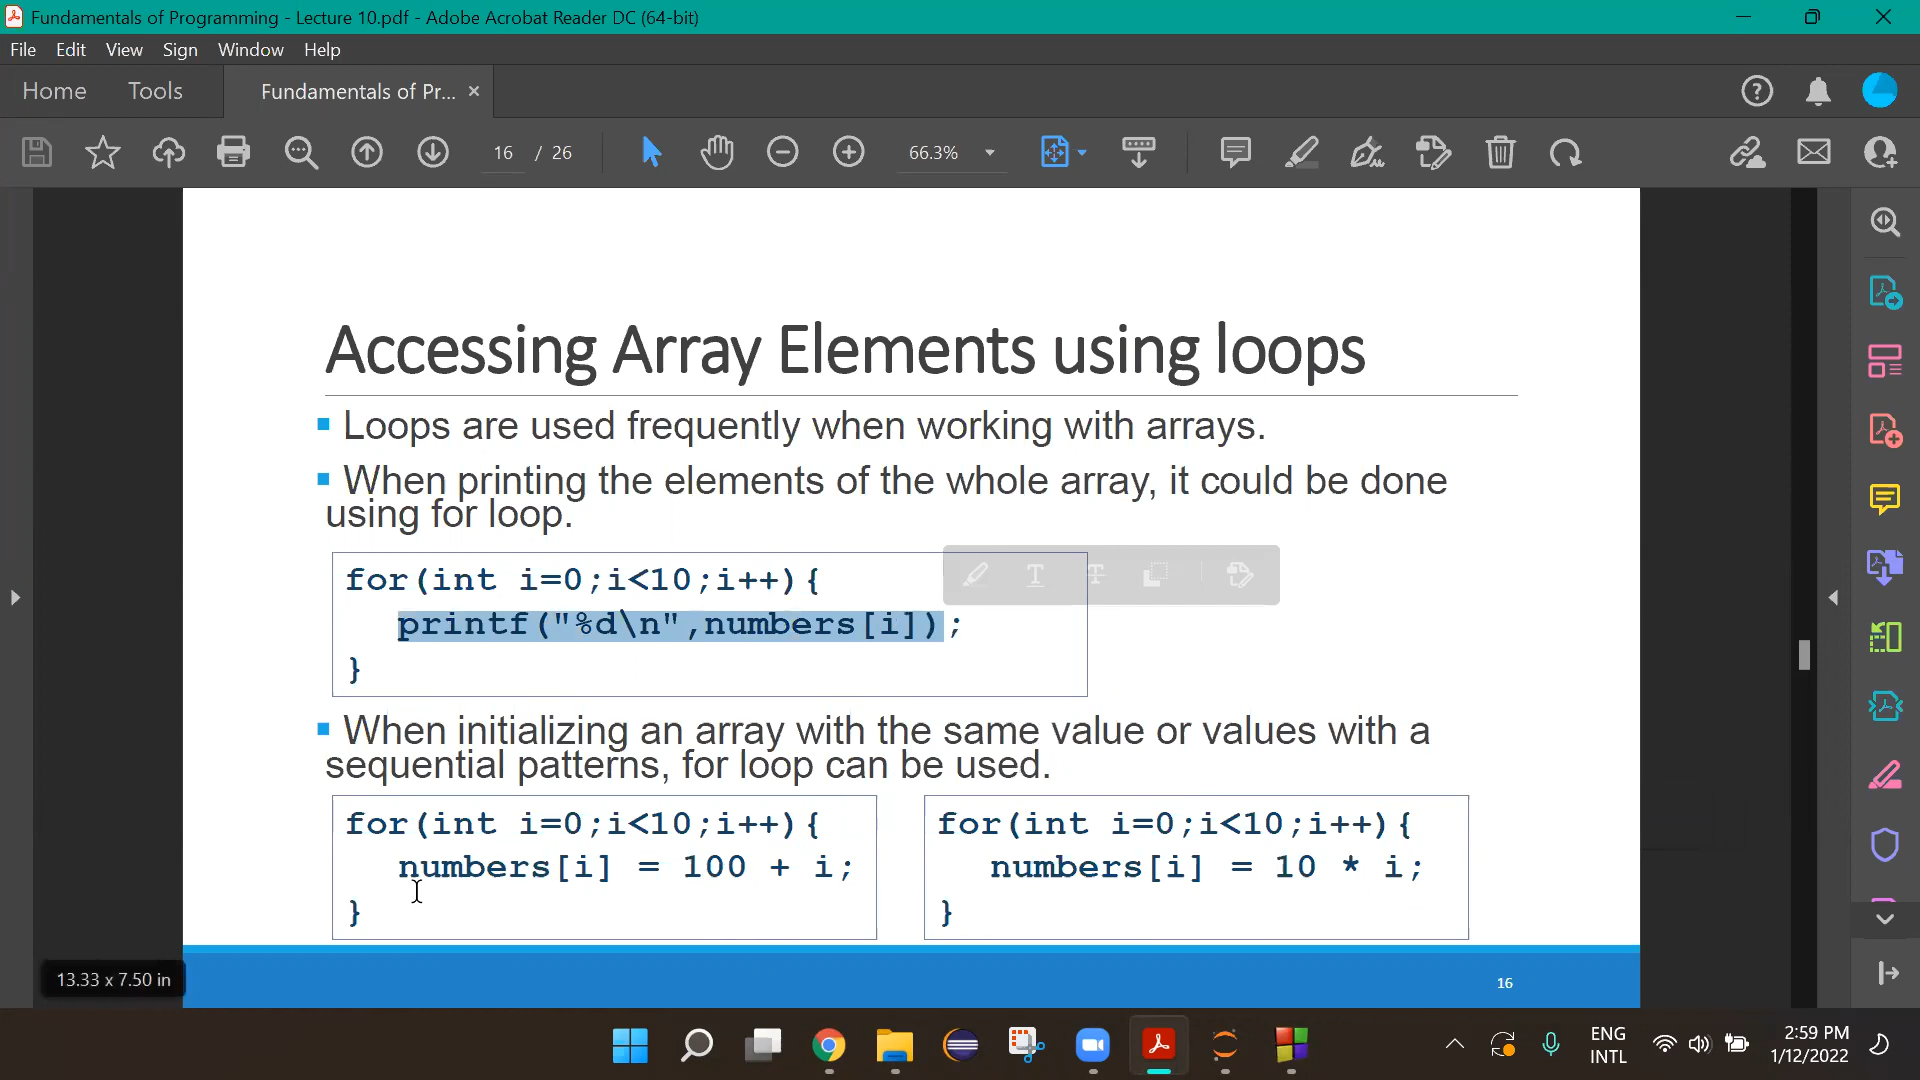 Fundamentals of Programming - Lecture 10.pdf - Adobe Acrobat Reader DC (64-bit)
File Edit View Sign Window Help
Home Tools Fundamentals of Pr... ×
16 / 26 66.3%
Accessing Array Elements using loops
Loops are used frequently when working with arrays.
When printing the elements of the whole array, it could be done
using for loop.
for(int i=0;i<10;i++){
printf("%d\n",numbers[i]);
}
When initializing an array with the same value or values with a
sequential patterns, for loop can be used.
for(int i=0;i<10;i++){
numbers[i] = 100 + i;
}
for(int i=0;i<10;i++){
numbers[i] = 10 * i;
}
13.33 x 7.50 in
16
ENG
INTL
2:59 PM
1/12/2022